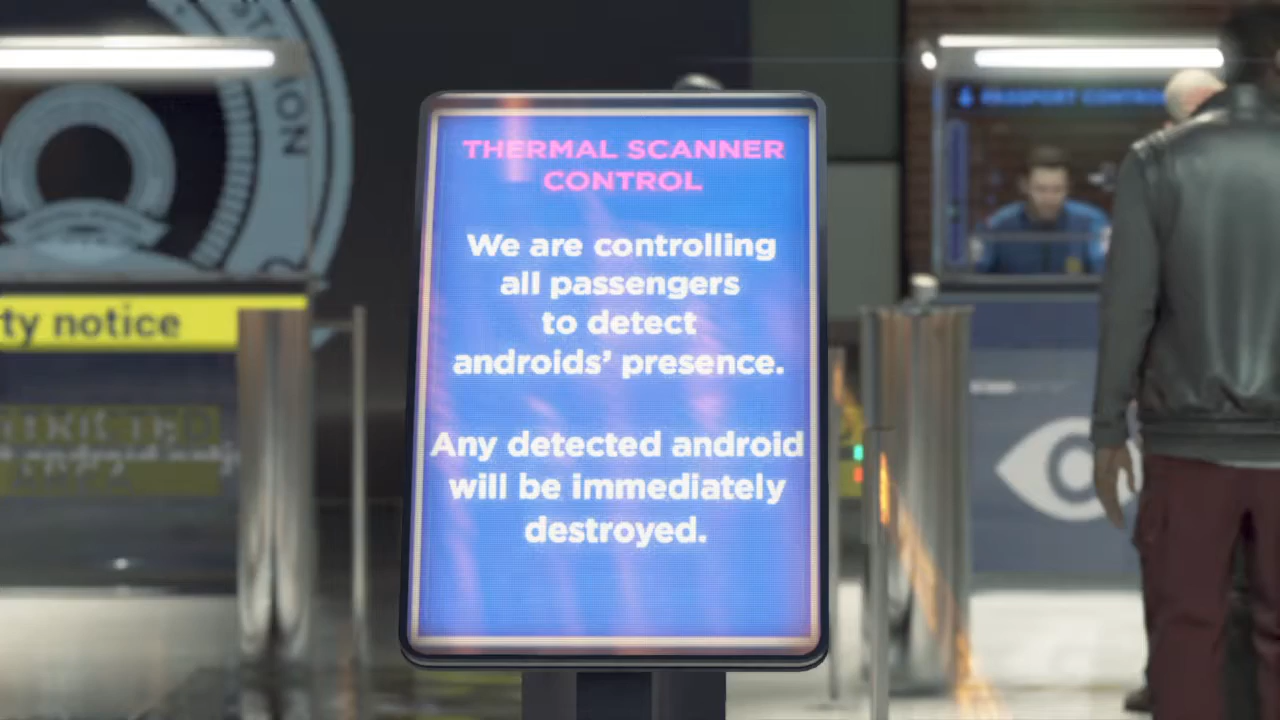 THERMAL SCANNER
CONTROL
We are controlling
all passengers
to detect
androids’ presence.
Any detected android
will be immediately
destroyed.
ty notice
PASSPORT CONTROL
ION